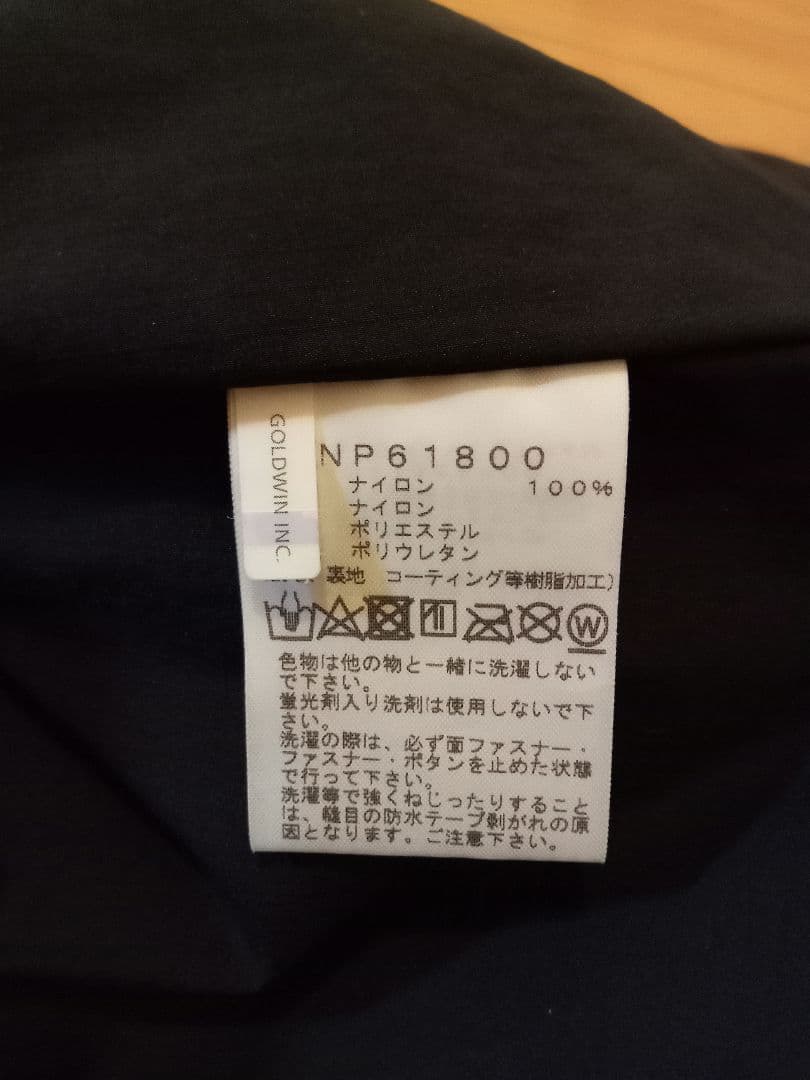 GOLDWIN INC.
NP61800
ナイロン 100%
ナイロン
ポリエステル
ポリウレタン
裏地 コーティング等樹脂加工)
W
色物は他の物と一緒に洗濯しない
で下さい。
蛍光剤入り洗剤は使用しないで下
さい。
洗濯の際は、必ず面ファスナー・
ファスナー・ボタンを止めた状態
で行って下さい。
洗濯等で強くねじったりすること
は、縫目の防水テープ剥がれの原
因となります。ご注意下さい。